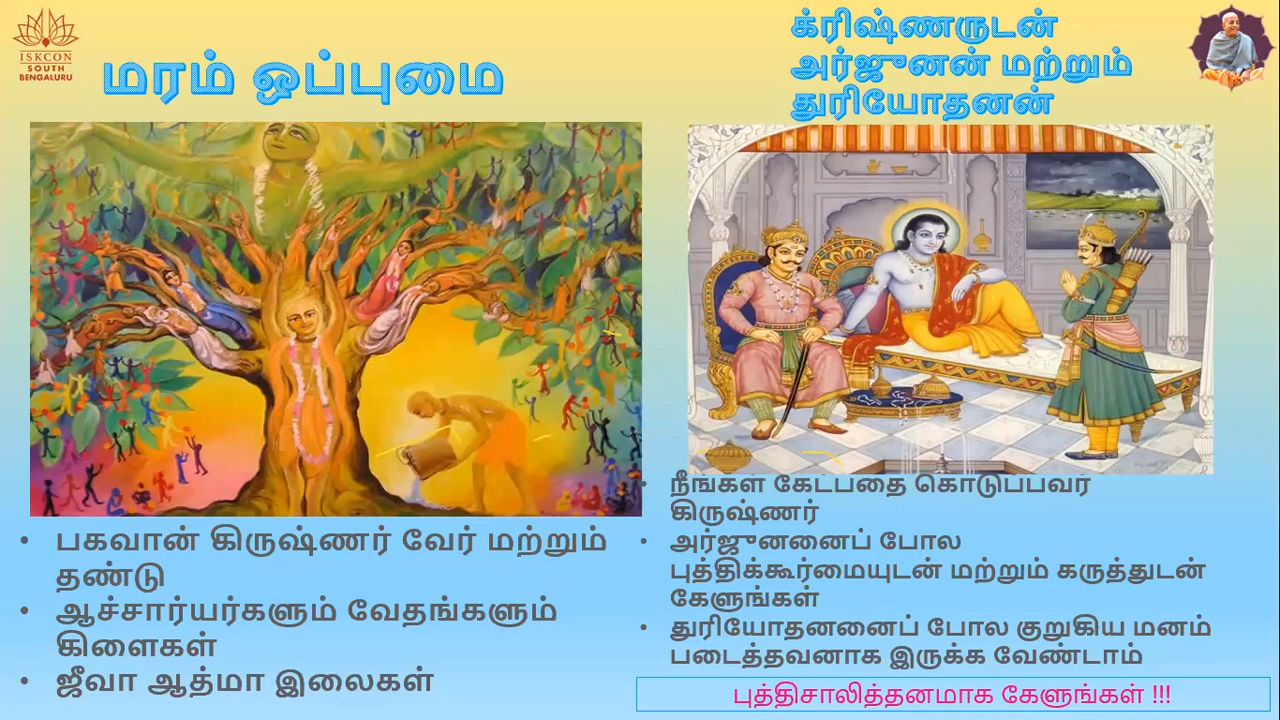 ISKCON
SOUTH
BENGALURU
மரம் ஒப்புமை
பகவான் கிருஷ்ணர் வேர் மற்றும்
தண்டு
ஆச்சார்யர்களும் வேதங்களும்
கிளைகள்
ஜீவா ஆத்மா இலைகள்
க்ரிஷ்ணருடன்
அர்ஜுனன் மற்றும்
துரியோதனன்
நீங்கள் கேட்பதை கொடுப்பவர்
கிருஷ்ணர்
அர்ஜுனனைப் போல
புத்திக்கூர்மையுடன் மற்றும் கருத்துடன்
கேளுங்கள்
துரியோதனனைப் போல குறுகிய மனம்
படைத்தவனாக இருக்க வேண்டாம்
புத்திசாலித்தனமாக கேளுங்கள் !!!